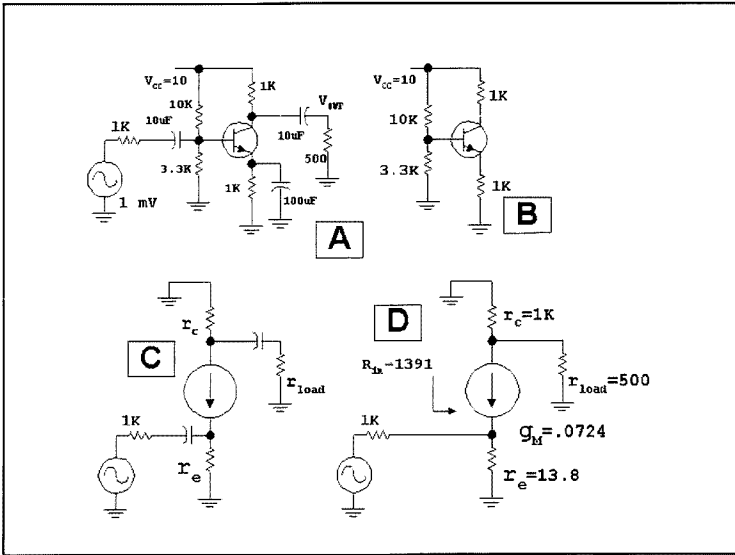 V_CC=10
1K
10K
10uF
1K
V_OUT
10uF
3.3K
500
1K
100uF
1 mV
A
V_CC=10
1K
10K
3.3K
1K
B
r_c
C
r_load
1K
r_e
D
r_c=1K
R_in-1391
r_load=500
1K
g_M=.0724
r_e=13.8